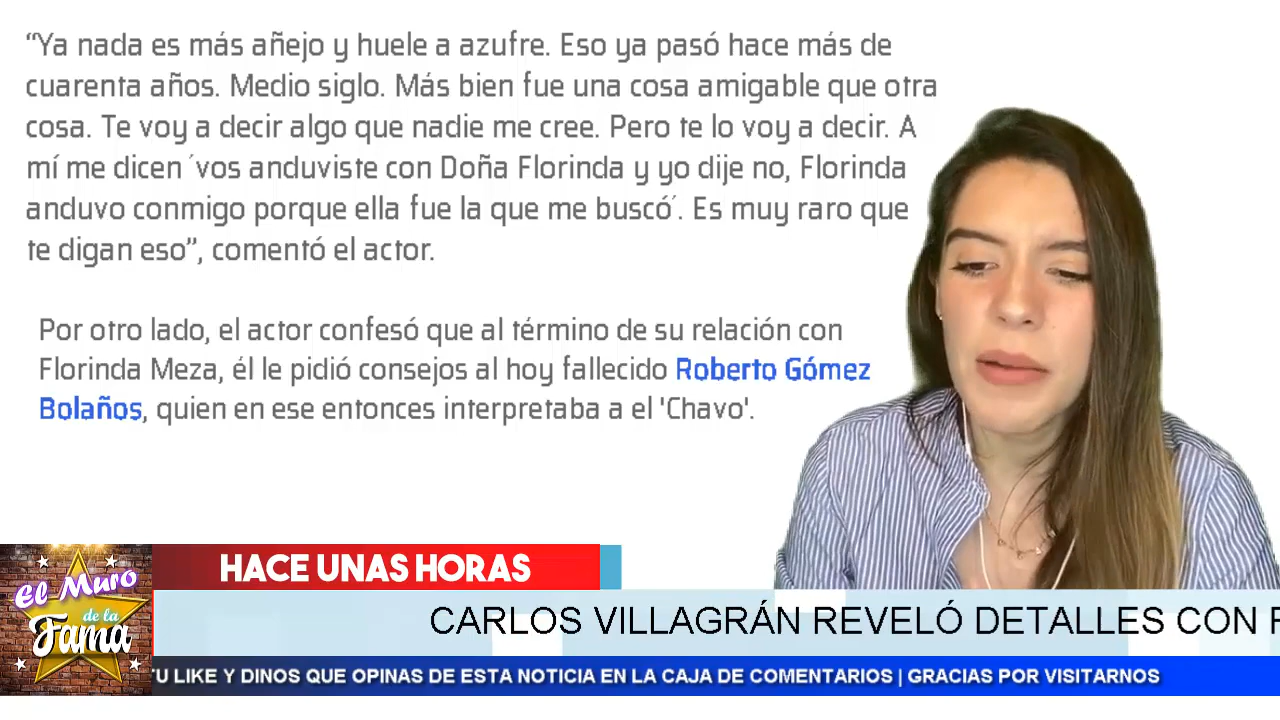 “Ya nada es más añejo y huele a azufre. Eso ya pasó hace más de
cuarenta años. Medio siglo. Más bien fue una cosa amigable que otra
cosa. Te voy a decir algo que nadie me cree. Pero te lo voy a decir. A
mí me dicen ´vos anduviste con Doña Florinda y yo dije no, Florinda
anduvo conmigo porque ella fue la que me buscó´. Es muy raro que
te digan eso”, comentó el actor.
Por otro lado, el actor confesó que al término de su relación con
Florinda Meza, él le pidió consejos al hoy fallecido Roberto Gómez
Bolaños, quien en ese entonces interpretaba a el 'Chavo'.
HACE UNAS HORAS
El Muro
de la
Fama
CARLOS VILLAGRÁN REVELÓ DETALLES CON
TU LIKE Y DINOS QUE OPINAS DE ESTA NOTICIA EN LA CAJA DE COMENTARIOS | GRACIAS POR VISITARNOS